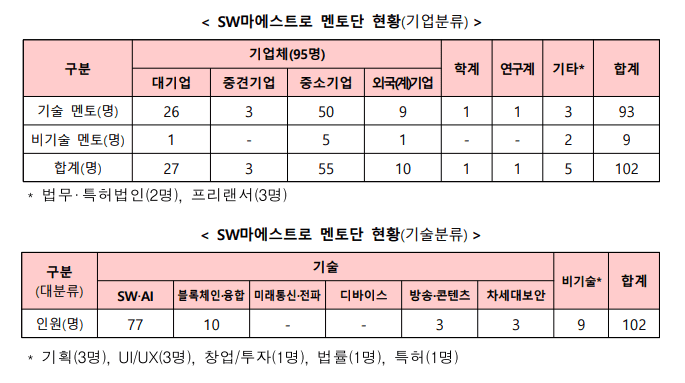 < SW마에스트로 멘토단 현황(기업분류) >
구분 기업체(95명) 학계 연구계 기타* 합계
대기업 중견기업 중소기업 외국(계)기업
기술 멘토(명) 26 3 50 9 1 1 3 93
비기술 멘토(명) 1 - 5 1 - - 2 9
합계(명) 27 3 55 10 1 1 5 102
* 법무·특허법인(2명), 프리랜서(3명)
< SW마에스트로 멘토단 현황(기술분류) >
구분 (대분류) 기술 비기술* 합계
SW·AI 블록체인·융합 미래통신·전파 디바이스 방송·콘텐츠 차세대보안
인원(명) 77 10 - - 3 3 9 102
* 기획(3명), UI/UX(3명), 창업/투자(1명), 법률(1명), 특허(1명)